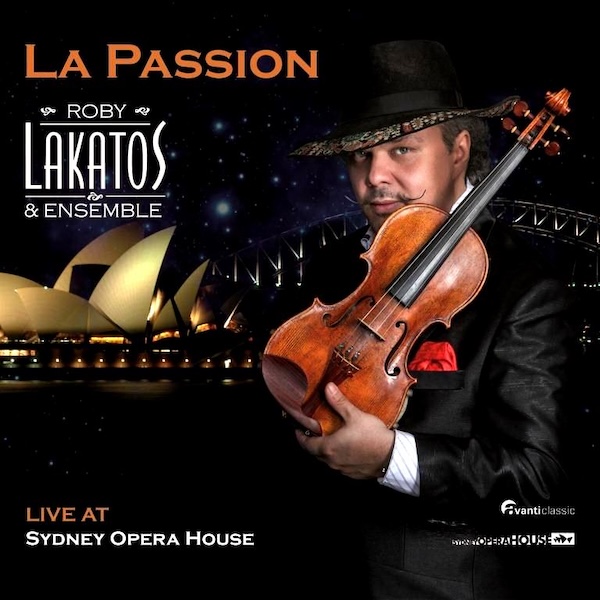 LA PASSION
ROBY
LAKATOS
& ENSEMBLE
LIVE AT
SYDNEY OPERA HOUSE
avanticlassic
SYDNEYOPERAHOUSE